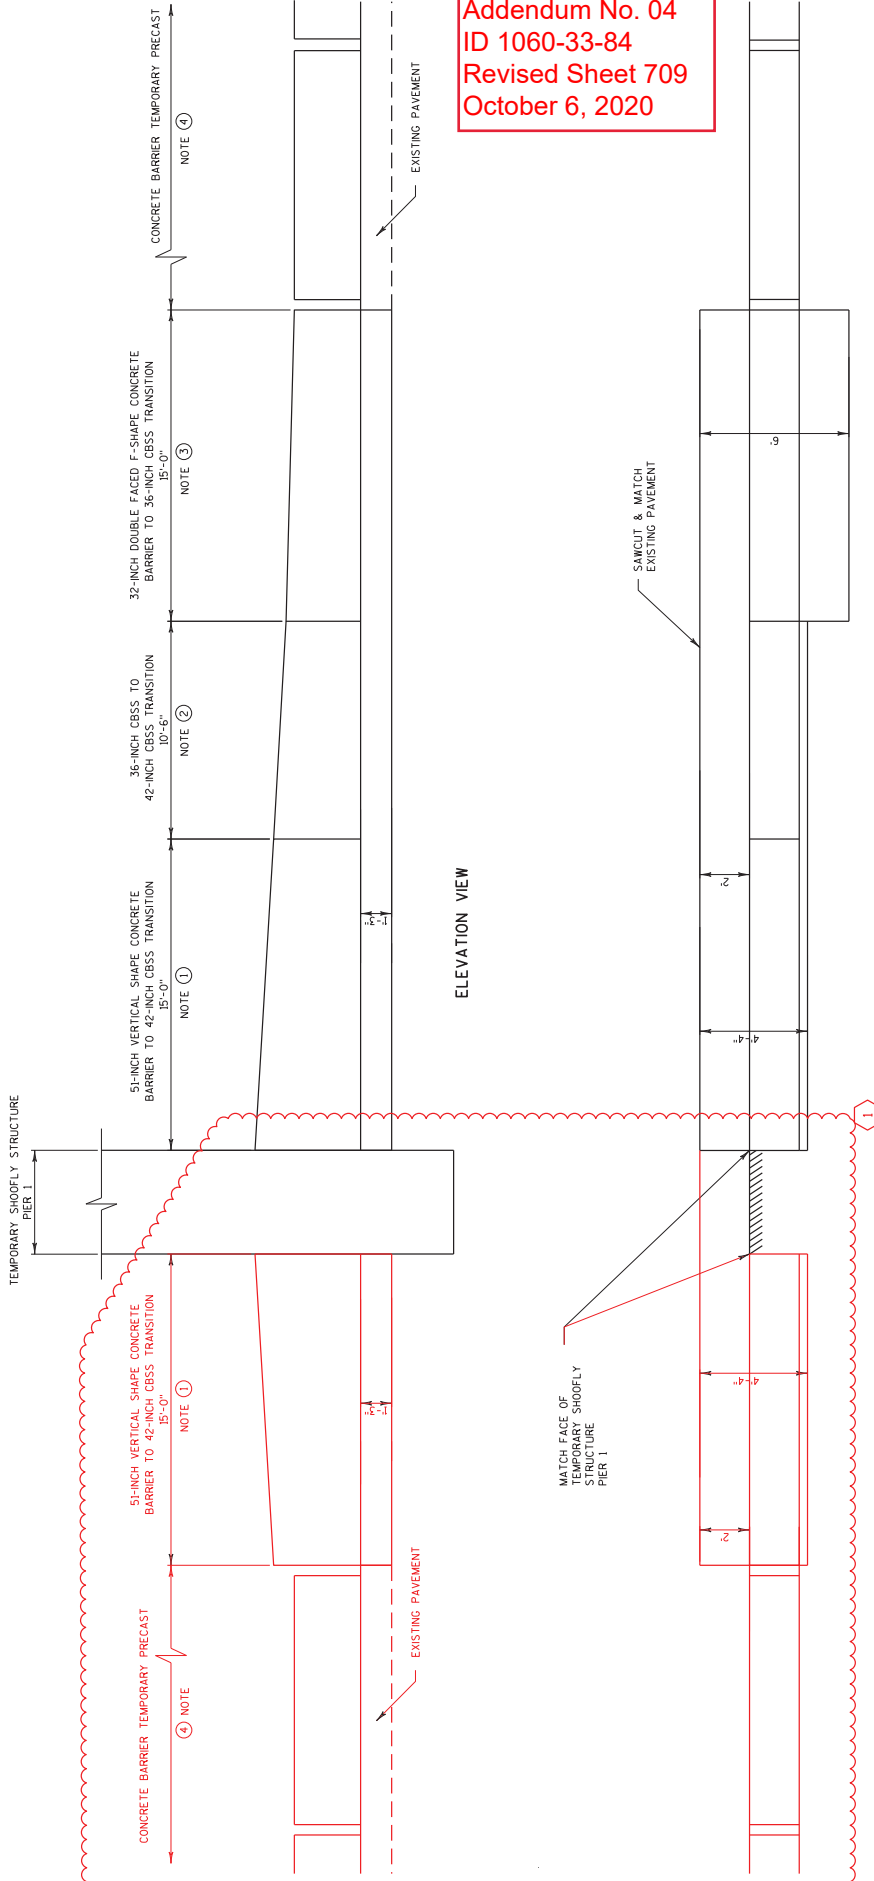 Addendum No. 04
ID 1060-33-84
Revised Sheet 709
October 6, 2020
TEMPORARY SHOOFLY STRUCTURE
PIER 1
CONCRETE BARRIER TEMPORARY PRECAST
4 NOTE
51-INCH VERTICAL SHAPE CONCRETE
BARRIER TO 42-INCH CBSS TRANSITION
15'-0"
NOTE 1
51-INCH VERTICAL SHAPE CONCRETE
BARRIER TO 42-INCH CBSS TRANSITION
15'-0"
NOTE 1
36-INCH CBSS TO
42-INCH CBSS TRANSITION
10'-6"
NOTE 2
32-INCH DOUBLE FACED F-SHAPE CONCRETE
BARRIER TO 36-INCH CBSS TRANSITION
15'-0"
NOTE 3
CONCRETE BARRIER TEMPORARY PRECAST
NOTE 4
1'-3"
1'-3"
EXISTING PAVEMENT
EXISTING PAVEMENT
ELEVATION VIEW
MATCH FACE OF
TEMPORARY SHOOFLY
STRUCTURE
PIER 1
SAWCUT & MATCH
EXISTING PAVEMENT
2'
4'-4"
4'-4"
2'
6'
1